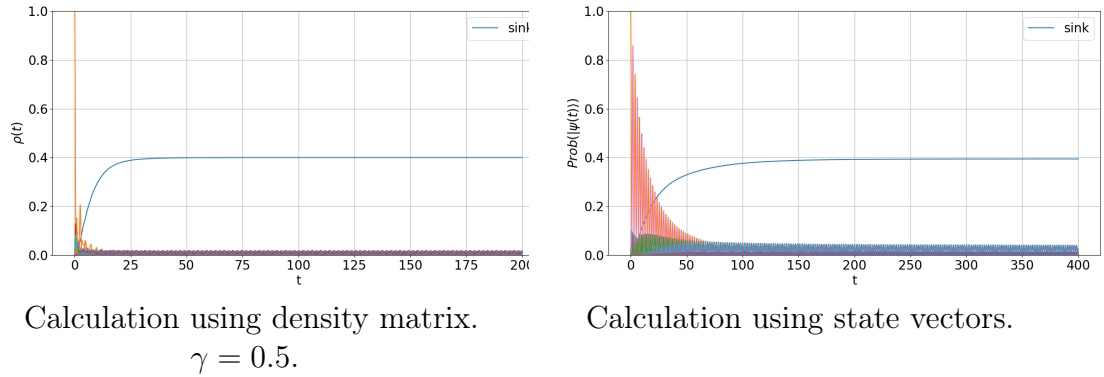 1.0
0.8
0.6
0.4
0.2
0.0
ρ(t)
sink
0 25 50 75 100 125 150 175 200
t
Calculation using density matrix.
γ = 0.5.
1.0
0.8
0.6
0.4
0.2
0.0
Prob(|ψ(t)⟩)
sink
0 50 100 150 200 250 300 350 400
t
Calculation using state vectors.